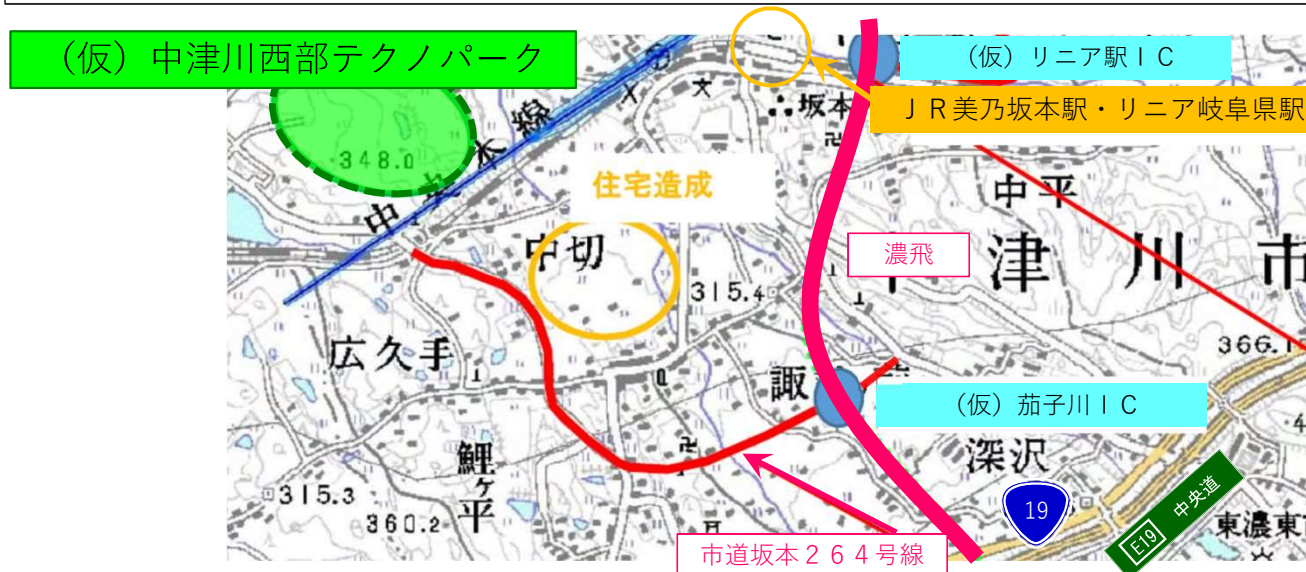 (仮)中津川西部テクノパーク
(仮)リニア駅IC
JR美乃坂本駅・リニア岐阜県駅
坂本
中央本線
348.0
住宅造成
中切
中平
濃飛
津川市
315.4
366.1
広久手
諏訪
(仮)茄子川IC
鯉ヶ平
深沢
315.3
360.2
19
E19 中央道
東濃東
市道坂本264号線